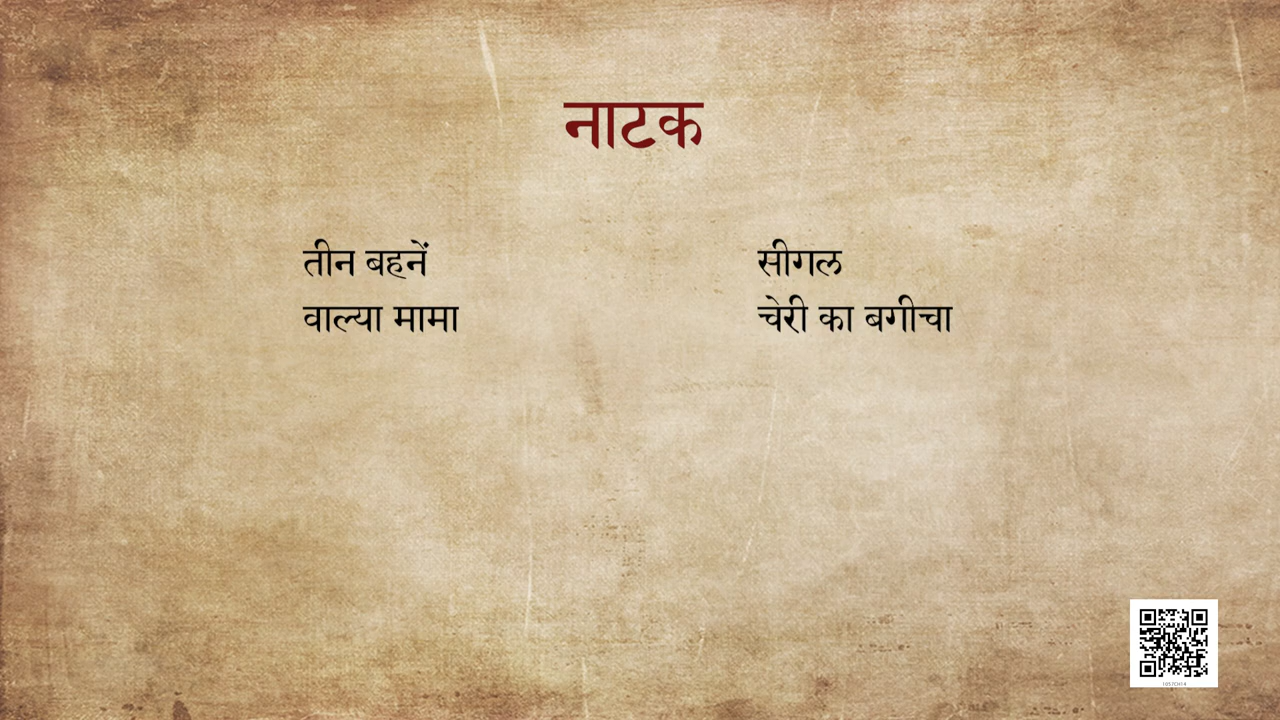 नाटक
तीन बहनें
वाल्या मामा
सीगल
चेरी का बगीचा